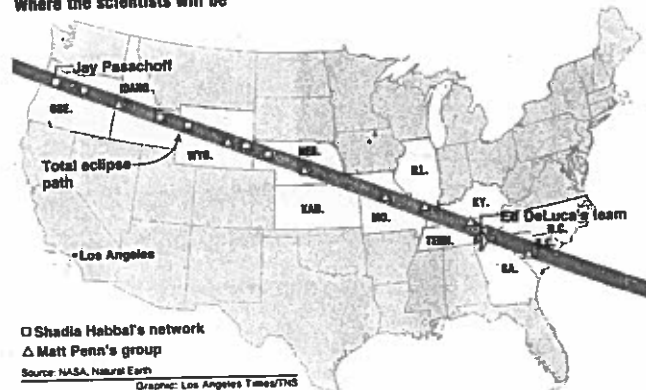 Where the scientists will be
Jay Pasachoff
IDAHO
ORE.
WYO.
Total eclipse
path
NEB.
ILL.
KAN.
MO.
KY.
Ed DeLuca's team
TENN.
N.C.
S.C.
GA.
Los Angeles
Shadia Habbal's network
Matt Penn's group
Source: NASA, Natural Earth
Graphic: Los Angeles Times/TNS